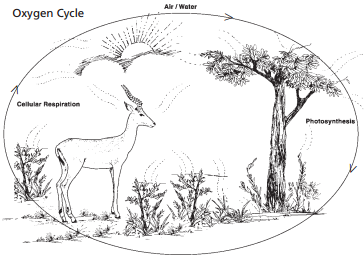 Air / Water
Oxygen Cycle
Cellular Respiration
Photosynthesis